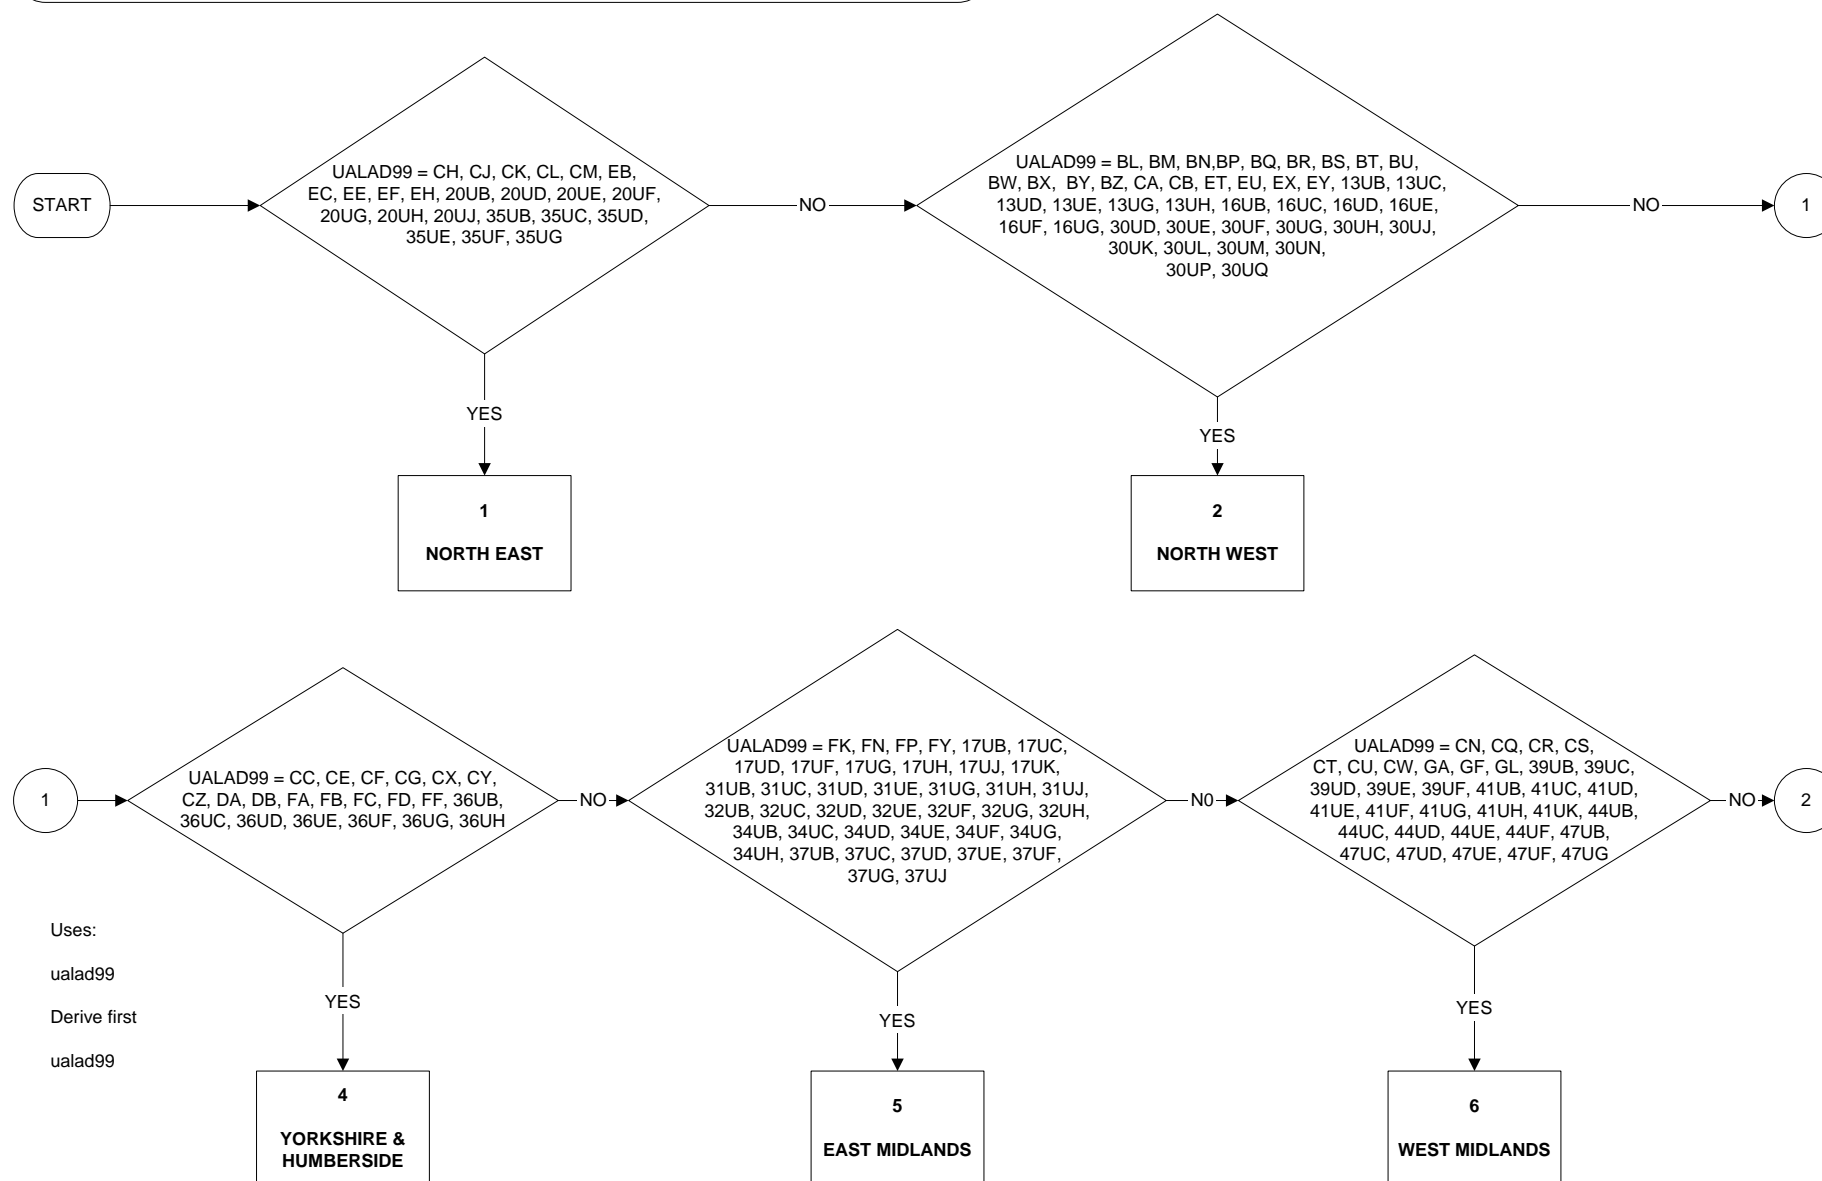 START
UALAD99 = CH, CJ, CK, CL, CM, EB,
EC, EE, EF, EH, 20UB, 20UD, 20UE, 20UF,
20UG, 20UH, 20UJ, 35UB, 35UC, 35UD,
35UE, 35UF, 35UG
NO
UALAD99 = BL, BM, BN,BP, BQ, BR, BS, BT, BU,
BW, BX,  BY, BZ, CA, CB, ET, EU, EX, EY, 13UB, 13UC,
13UD, 13UE, 13UG, 13UH, 16UB, 16UC, 16UD, 16UE,
16UF, 16UG, 30UD, 30UE, 30UF, 30UG, 30UH, 30UJ,
30UK, 30UL, 30UM, 30UN,
30UP, 30UQ
NO
1
YES
YES
1
NORTH EAST
2
NORTH WEST
1
UALAD99 = CC, CE, CF, CG, CX, CY,
CZ, DA, DB, FA, FB, FC, FD, FF, 36UB,
36UC, 36UD, 36UE, 36UF, 36UG, 36UH
NO
UALAD99 = FK, FN, FP, FY, 17UB, 17UC,
17UD, 17UF, 17UG, 17UH, 17UJ, 17UK,
31UB, 31UC, 31UD, 31UE, 31UG, 31UH, 31UJ,
32UB, 32UC, 32UD, 32UE, 32UF, 32UG, 32UH,
34UB, 34UC, 34UD, 34UE, 34UF, 34UG,
34UH, 37UB, 37UC, 37UD, 37UE, 37UF,
37UG, 37UJ
N0
UALAD99 = CN, CQ, CR, CS,
CT, CU, CW, GA, GF, GL, 39UB, 39UC,
39UD, 39UE, 39UF, 41UB, 41UC, 41UD,
41UE, 41UF, 41UG, 41UH, 41UK, 44UB,
44UC, 44UD, 44UE, 44UF, 47UB,
47UC, 47UD, 47UE, 47UF, 47UG
NO
2
Uses:
ualad99
Derive first
ualad99
YES
YES
YES
4
YORKSHIRE &
HUMBERSIDE
5
EAST MIDLANDS
6
WEST MIDLANDS